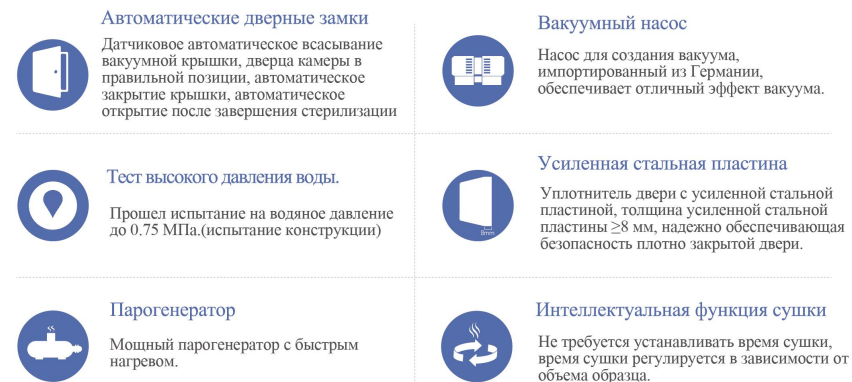 Автоматические дверные замки
Датчиковое автоматическое всасывание
вакуумной крышки, дверца камеры в
правильной позиции, автоматическое
закрытие крышки, автоматическое
открытие после завершения стерилизации
Вакуумный насос
Насос для создания вакуума,
импортированный из Германии,
обеспечивает отличный эффект вакуума.
Тест высокого давления воды.
Прошел испытание на водяное давление
до 0.75 МПа.(испытание конструкции)
Усиленная стальная пластина
Уплотнитель двери с усиленной стальной
пластиной, толщина усиленной стальной
пластины ≥8 мм, надежно обеспечивающая
безопасность плотно закрытой двери.
8mm
Парогенератор
Мощный парогенератор с быстрым
нагревом.
Интеллектуальная функция сушки
Не требуется устанавливать время сушки,
время сушки регулируется в зависимости от
объема образца.